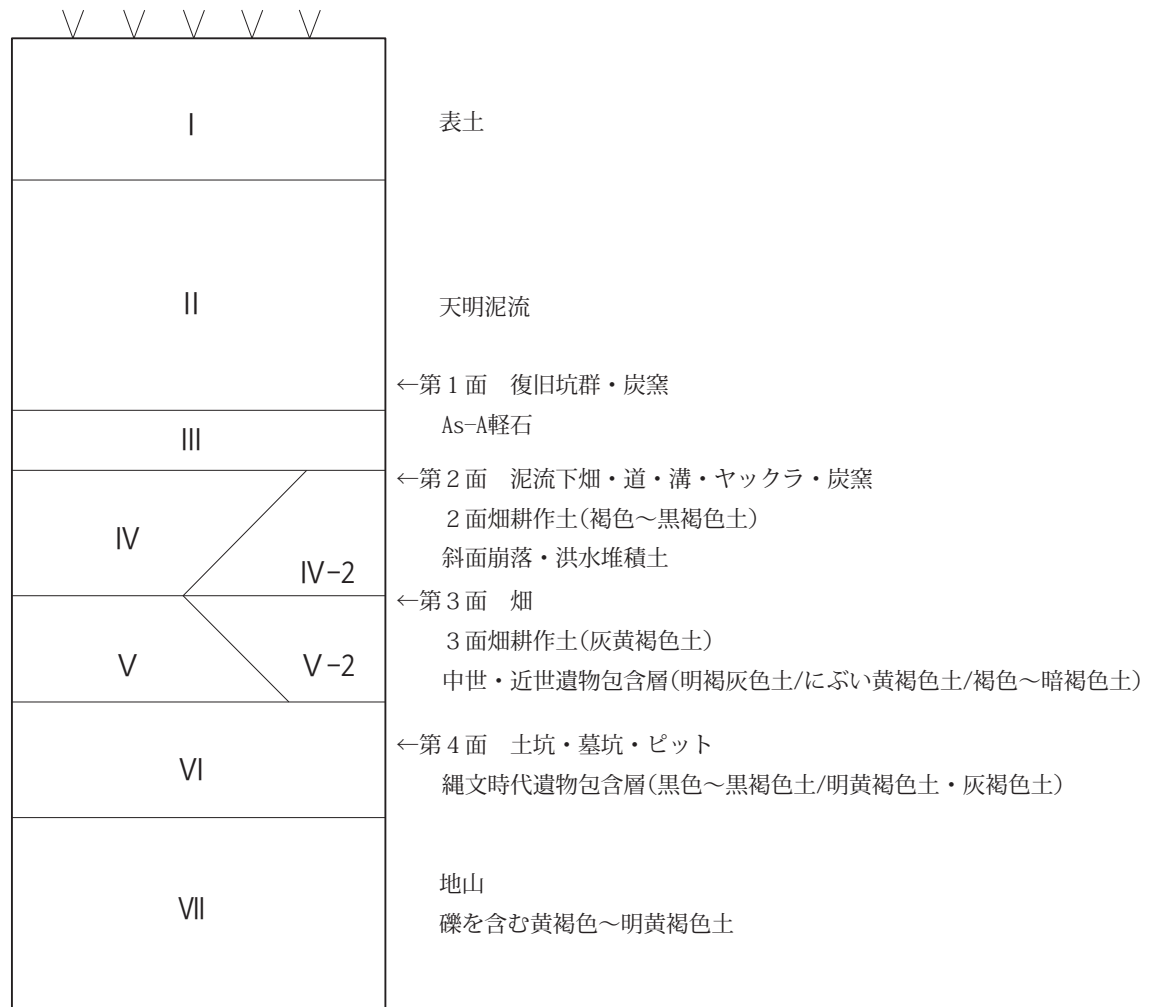 Ⅰ
表土
Ⅱ
天明泥流
←第１面　復旧坑群・炭窯
Ⅲ
As-A軽石
←第２面　泥流下畑・道・溝・ヤックラ・炭窯
２面畑耕作土(褐色～黒褐色土)
Ⅳ
斜面崩落・洪水堆積土
Ⅳ-2
←第３面　畑
３面畑耕作土(灰黄褐色土)
Ⅴ
Ⅴ-2
中世・近世遺物包含層(明褐灰色土/にぶい黄褐色土/褐色～暗褐色土)
←第４面　土坑・墓坑・ピット
Ⅵ
縄文時代遺物包含層(黒色～黒褐色土/明黄褐色土・灰褐色土)
地山
Ⅶ
礫を含む黄褐色～明黄褐色土